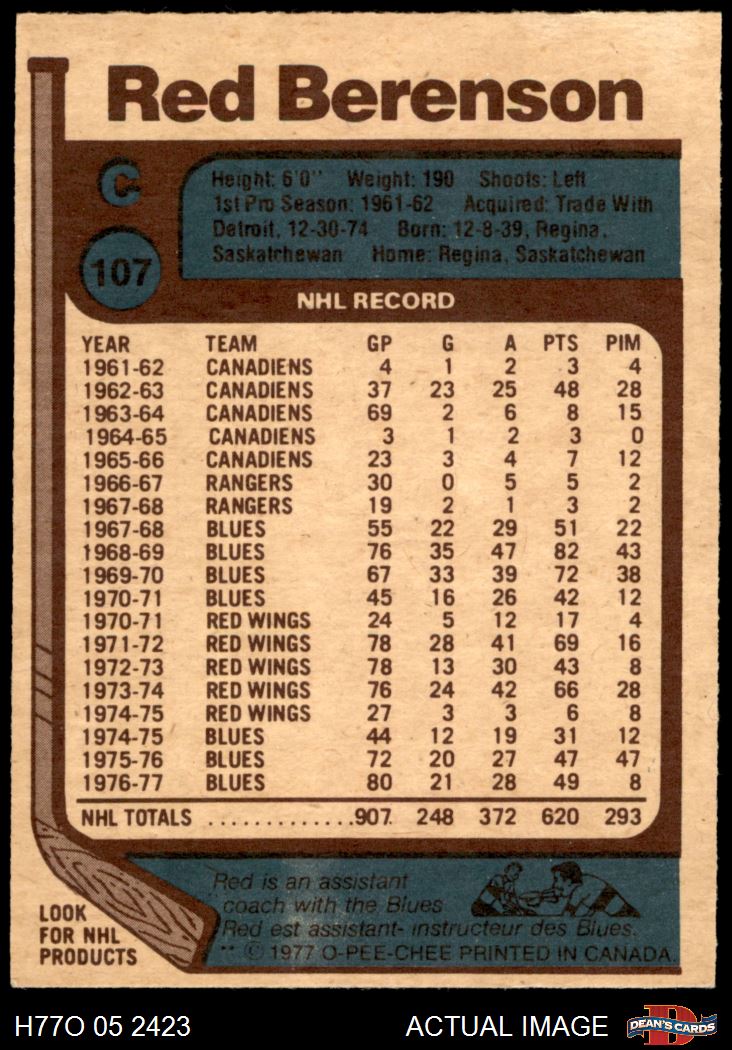 Red Berenson
C
107
Height: 6'0" Weight: 190 Shoots: Left
1st Pro Season: 1961-62 Acquired: Trade With
Detroit, 12-30-74 Born: 12-8-39, Regina,
Saskatchewan Home: Regina, Saskatchewan
NHL RECORD
YEAR TEAM GP G A PTS PIM
1961-62 CANADIENS 4 1 2 3 4
1962-63 CANADIENS 37 23 25 48 28
1963-64 CANADIENS 69 2 6 8 15
1964-65 CANADIENS 3 1 2 3 0
1965-66 CANADIENS 23 3 4 7 12
1966-67 RANGERS 30 0 5 5 2
1967-68 RANGERS 19 2 1 3 2
1967-68 BLUES 55 22 29 51 22
1968-69 BLUES 76 35 47 82 43
1969-70 BLUES 67 33 39 72 38
1970-71 BLUES 45 16 26 42 12
1970-71 RED WINGS 24 5 12 17 4
1971-72 RED WINGS 78 28 41 69 16
1972-73 RED WINGS 78 13 30 43 8
1973-74 RED WINGS 76 24 42 66 28
1974-75 RED WINGS 27 3 3 6 8
1974-75 BLUES 44 12 19 31 12
1975-76 BLUES 72 20 27 47 47
1976-77 BLUES 80 21 28 49 8
NHL TOTALS .............907 248 372 620 293
Red is an assistant
coach with the Blues
Red est assistant- instructeur des Blues.
** © 1977 O-PEE-CHEE PRINTED IN CANADA.
LOOK
FOR NHL
PRODUCTS
H77O 05 2423 ACTUAL IMAGE DEAN'S CARDS